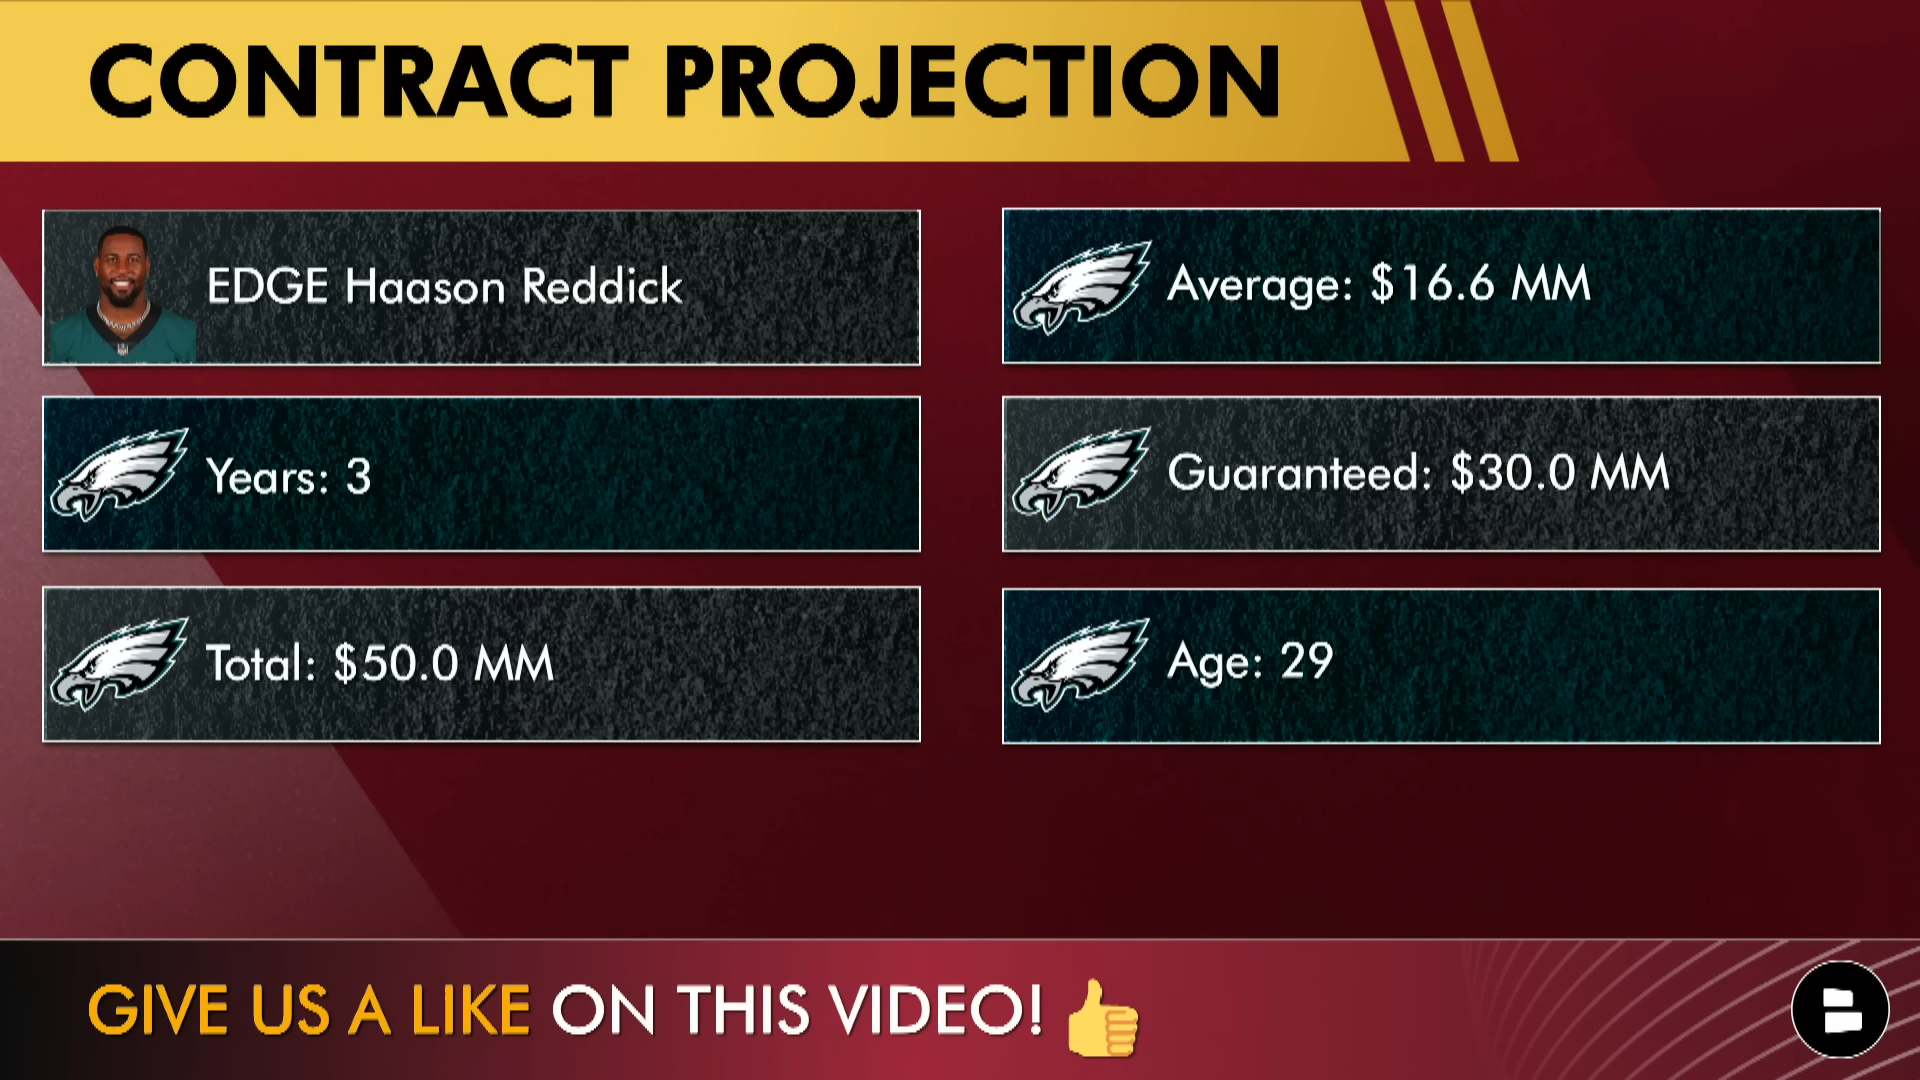 CONTRACT PROJECTION
EDGE Haason Reddick
Years: 3
Total: $50.0 MM
Average: $16.6 MM
Guaranteed: $30.0 MM
Age: 29
GIVE US A LIKE ON THIS VIDEO!